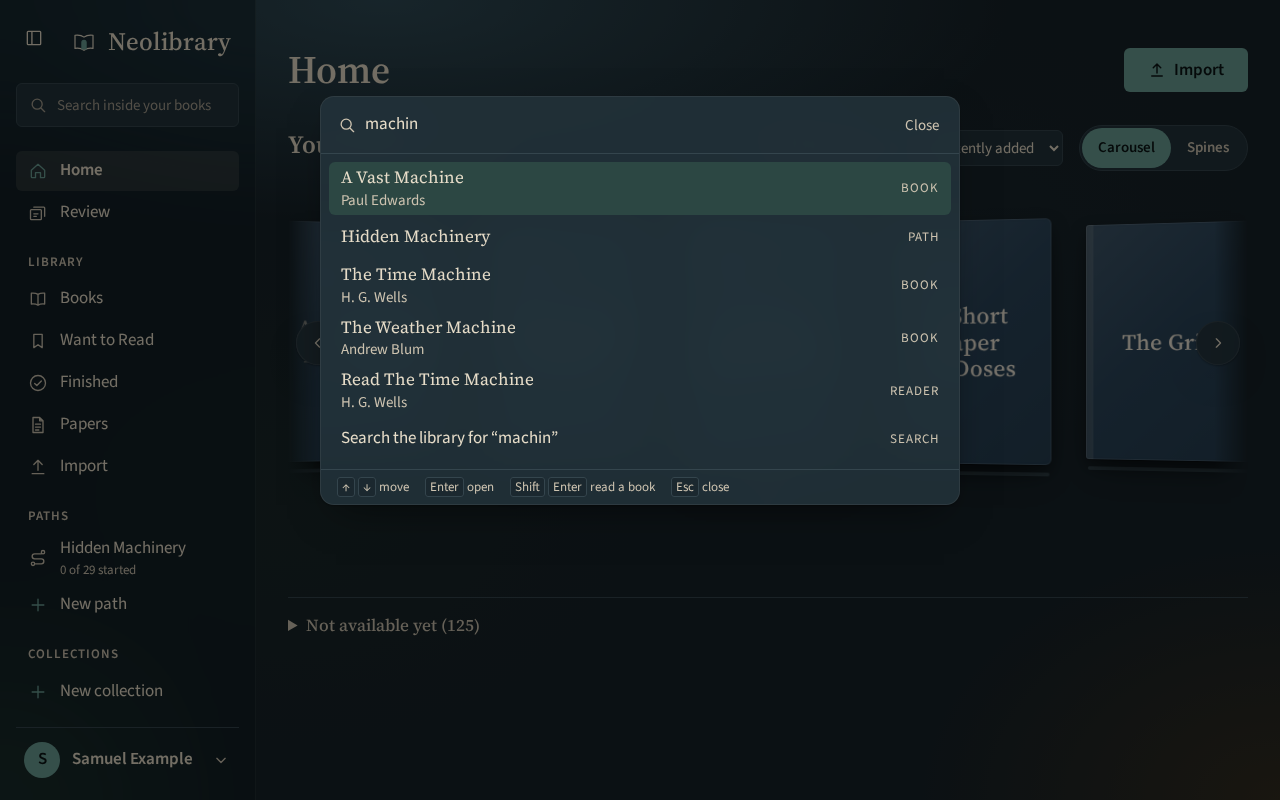 Neolibrary
Search inside your books
Home
Review
LIBRARY
Books
Want to Read
Finished
Papers
Import
PATHS
Hidden Machinery
0 of 29 started
New path
COLLECTIONS
New collection
S Samuel Example
Home
Import
You
ently added
Carousel Spines
machin
Close
A Vast Machine
Paul Edwards
BOOK
Hidden Machinery
PATH
The Time Machine
H. G. Wells
BOOK
The Weather Machine
Andrew Blum
BOOK
Read The Time Machine
H. G. Wells
READER
Search the library for “machin”
SEARCH
↑ ↓ move Enter open Shift Enter read a book Esc close
Short
aper
Doses
The Gri
Not available yet (125)